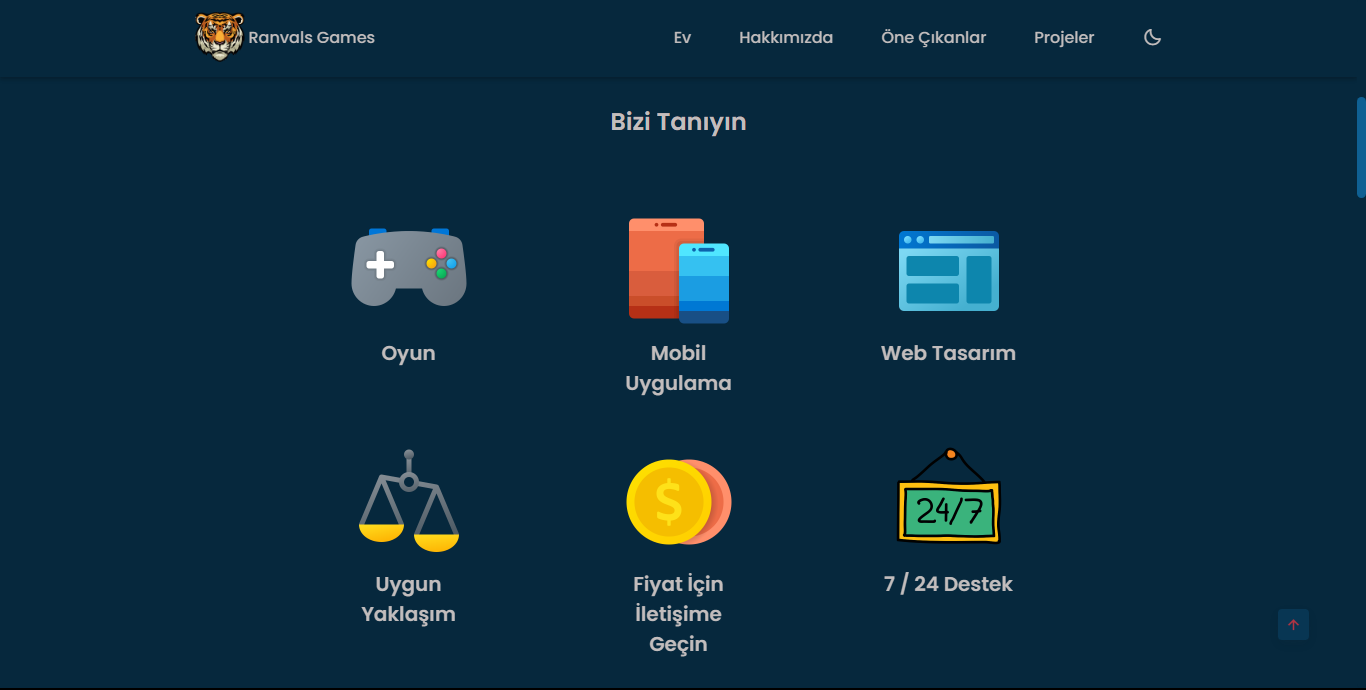 Ranvals Games
Ev
Hakkımızda
Öne Çıkanlar
Projeler
Bizi Tanıyın
Oyun
Mobil
Uygulama
Web Tasarım
$
24/7
Uygun
Yaklaşım
Fiyat İçin
İletişime
Geçin
7 / 24 Destek